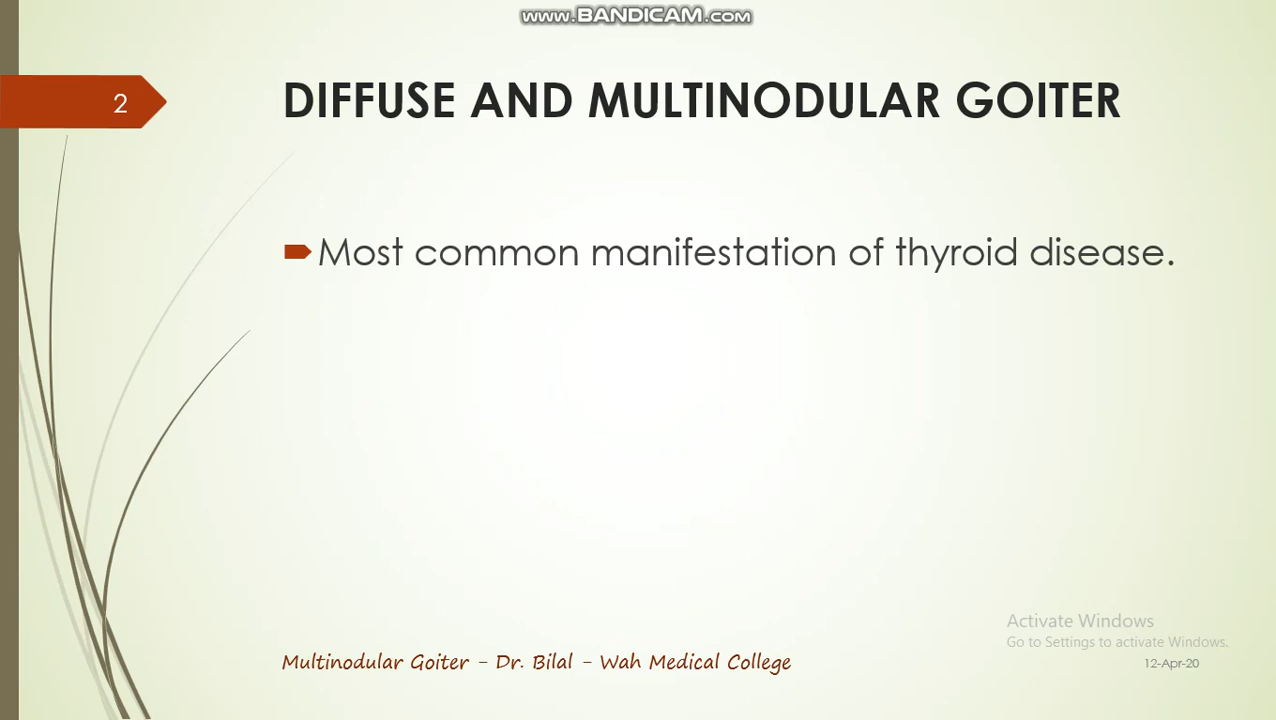 www.BANDICAM.com
2
DIFFUSE AND MULTINODULAR GOITER
Most common manifestation of thyroid disease.
Activate Windows
Go to Settings to activate Windows.
Multinodular Goiter - Dr. Bilal - Wah Medical College
12-Apr-20